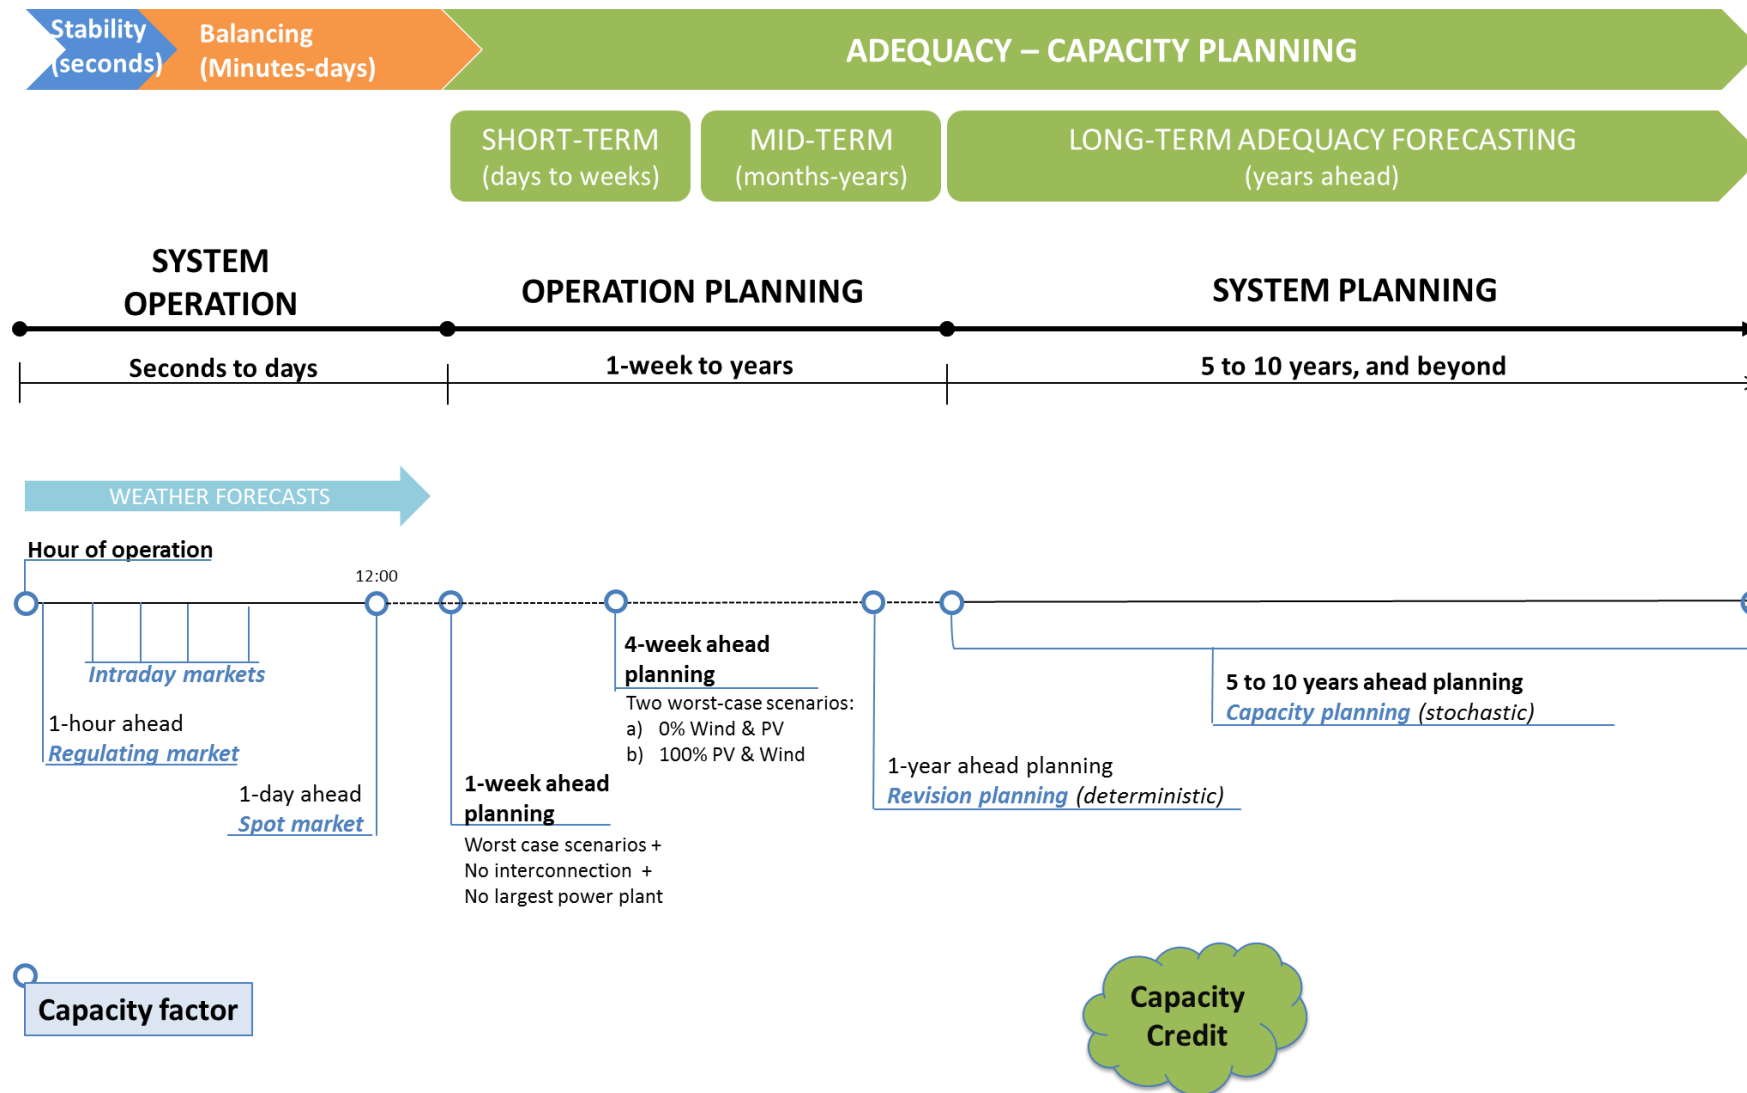 Stability
(seconds)
Balancing
(Minutes-days)
ADEQUACY – CAPACITY PLANNING
SHORT-TERM
(days to weeks)
MID-TERM
(months-years)
LONG-TERM ADEQUACY FORECASTING
(years ahead)
SYSTEM
OPERATION
OPERATION PLANNING
SYSTEM PLANNING
Seconds to days
1-week to years
5 to 10 years, and beyond
WEATHER FORECASTS
Hour of operation
12:00
Intraday markets
1-hour ahead
Regulating market
1-day ahead
Spot market
4-week ahead
planning
Two worst-case scenarios:
a) 0% Wind & PV
b) 100% PV & Wind
1-week ahead
planning
Worst case scenarios +
No interconnection +
No largest power plant
1-year ahead planning
Revision planning (deterministic)
5 to 10 years ahead planning
Capacity planning (stochastic)
Capacity factor
Capacity
Credit